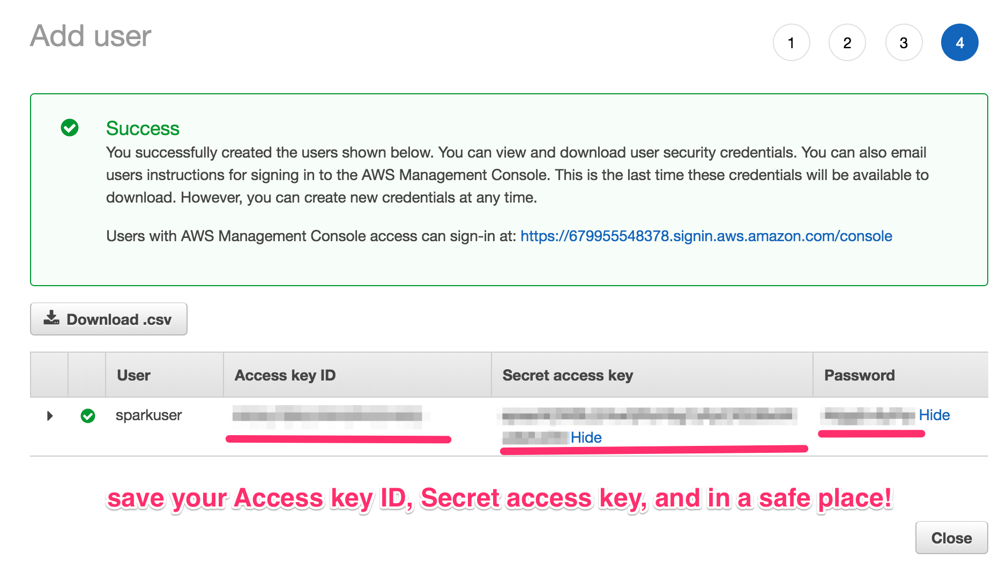 Add user
1 2 3 4
Success
You successfully created the users shown below. You can view and download user security credentials. You can also email
users instructions for signing in to the AWS Management Console. This is the last time these credentials will be available to
download. However, you can create new credentials at any time.
Users with AWS Management Console access can sign-in at: https://679955548378.signin.aws.amazon.com/console
Download .csv
User Access key ID Secret access key Password
sparkuser Hide
Hide
save your Access key ID, Secret access key, and in a safe place!
Close